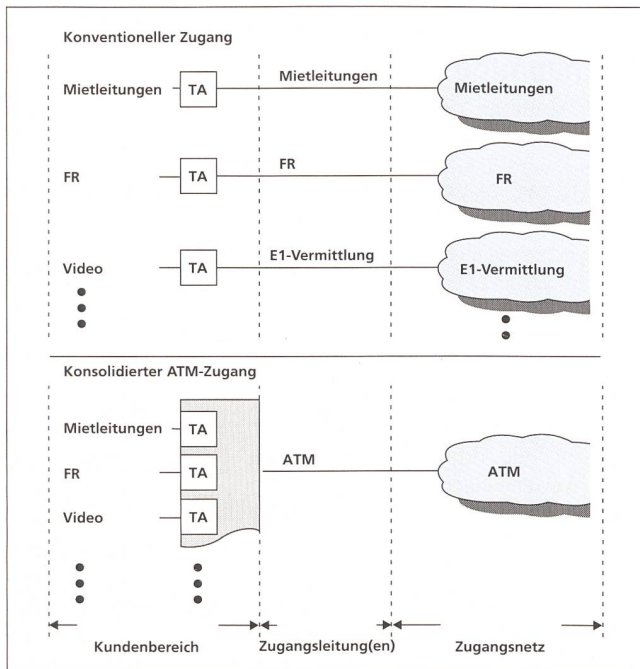 Konventioneller Zugang
Mietleitungen TA Mietleitungen Mietleitungen
FR TA FR FR
Video TA E1-Vermittlung E1-Vermittlung
Konsolidierter ATM-Zugang
Mietleitungen TA
FR TA ATM ATM
Video TA
Kundenbereich Zugangsleitung(en) Zugangsnetz